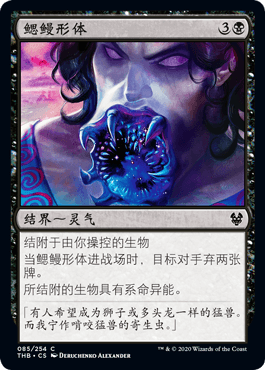 鳃鳗形体 3
结界～灵气
结附于由你操控的生物
当鳃鳗形体进战场时，目标对手弃两张
牌。
所结附的生物具有系命异能。
「有人希望成为狮子或多头龙一样的猛兽。
而我宁作啃咬猛兽的寄生虫。」
085/254 C
THB • CS DERUCHENKO ALEXANDER
™ & © 2020 Wizards of the Coast